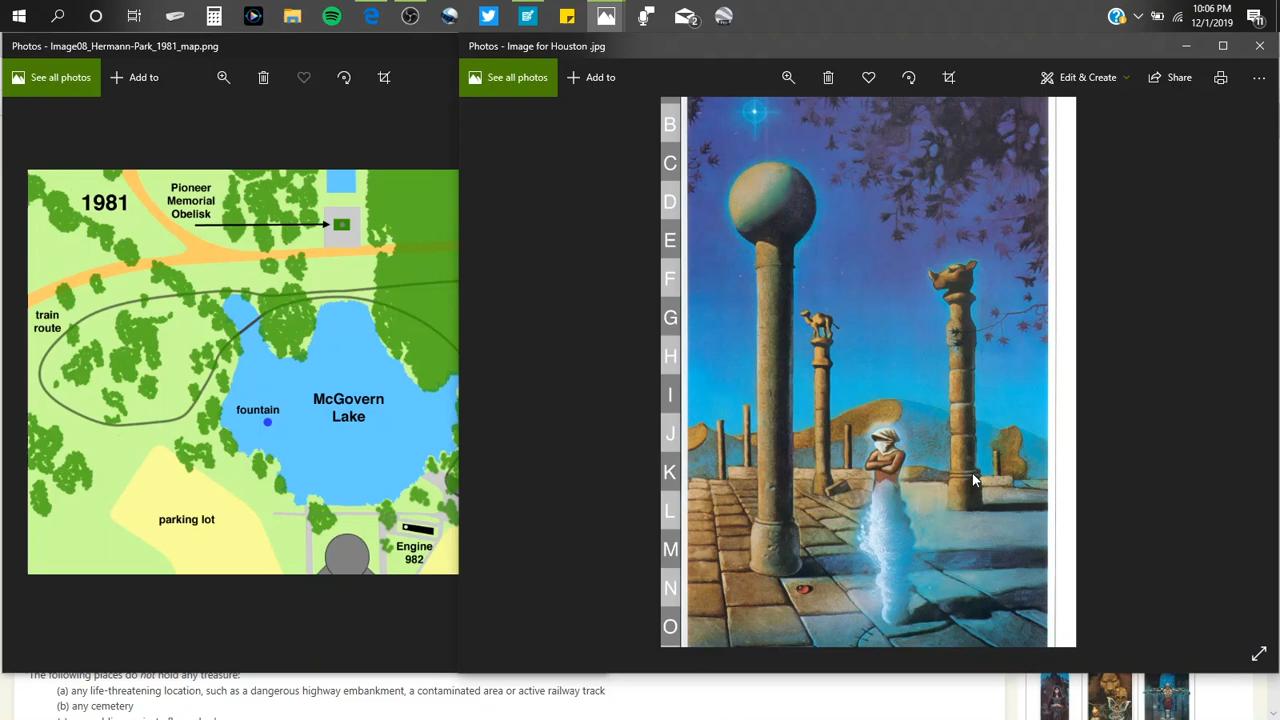 10:06 PM
12/1/2019
2
11
Photos - Image08_Hermann-Park_1981_map.png
Photos - Image for Houston .jpg
See all photos
Add to
See all photos
Add to
Edit & Create
Share
1981
Pioneer
Memorial
Obelisk
train
route
fountain
McGovern
Lake
parking lot
Engine
982
B
C
D
E
F
G
H
I
J
K
L
M
N
O
The following places do not hold any treasure:
(a) any life-threatening location, such as a dangerous highway embankment, a contaminated area or active railway track
(b) any cemetery